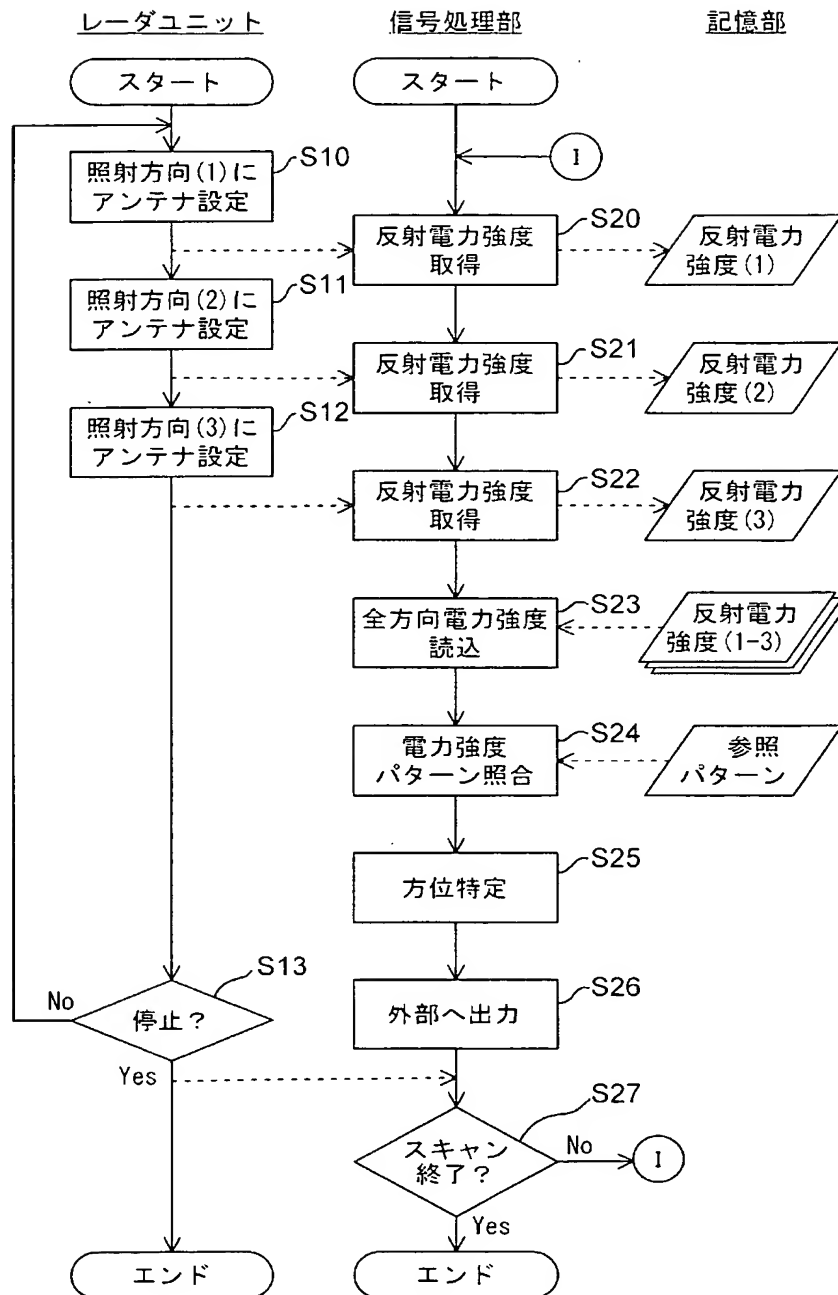 レーダユニット
信号処理部
記憶部
スタート
スタート
I
S10
照射方向(1)に
アンテナ設定
S20
反射電力強度
取得
反射電力
強度(1)
S11
照射方向(2)に
アンテナ設定
S21
反射電力強度
取得
反射電力
強度(2)
S12
照射方向(3)に
アンテナ設定
S22
反射電力強度
取得
反射電力
強度(3)
S23
全方向電力強度
読込
反射電力
強度(1-3)
S24
電力強度
パターン照合
参照
パターン
S25
方位特定
S13
停止?
No
Yes
S26
外部へ出力
S27
スキャン
終了?
No
I
Yes
エンド
エンド